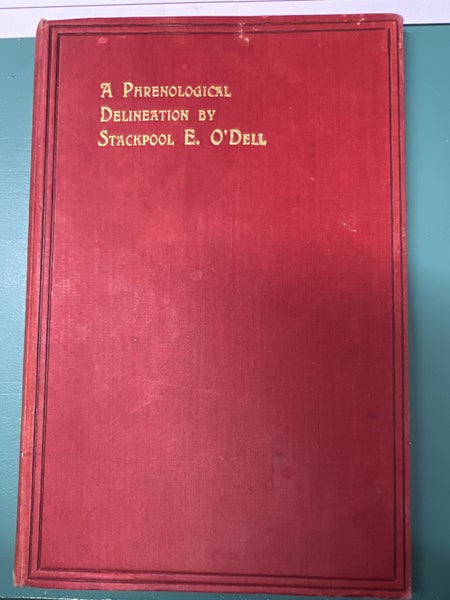 A Phrenological
Delineation by
Stackpool E. O'Dell